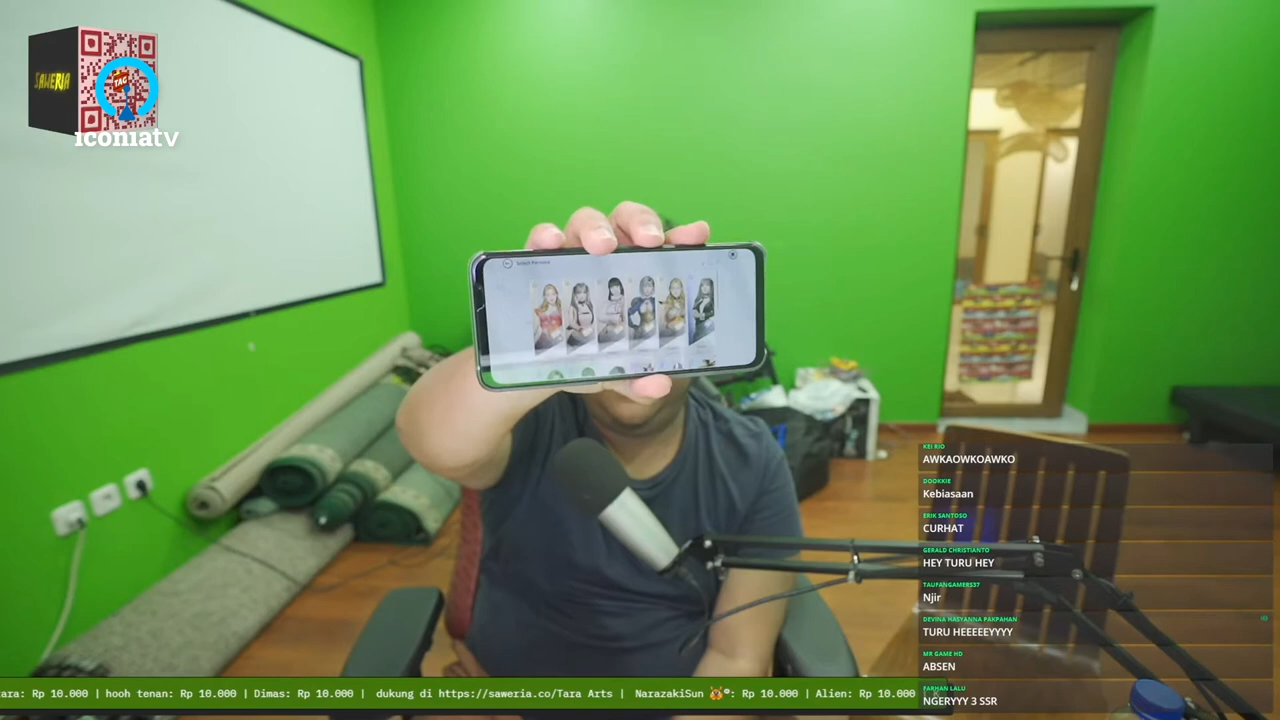 SAWERIA
TAG
iconiatv
KEI RIO
AWKAOWKOAWKO
DOOKKIE
Kebiasaan
ERIK SANTOSO
CURHAT
GERALD CHRISTIANTO
HEY TURU HEY
TAUFANGAMERS37
Njir
DEVINA HASYANNA PAKPAHAN
TURU HEEEEEYYYY
MR GAME HD
ABSEN
FARHAN LALU
NGERYYY 3 SSR
tara: Rp 10.000 | hooh tenan: Rp 10.000 | Dimas: Rp 10.000 | dukung di https://saweria.co/Tara Arts | NarazakiSun 🐯®: Rp 10.000 | Alien: Rp 10.000